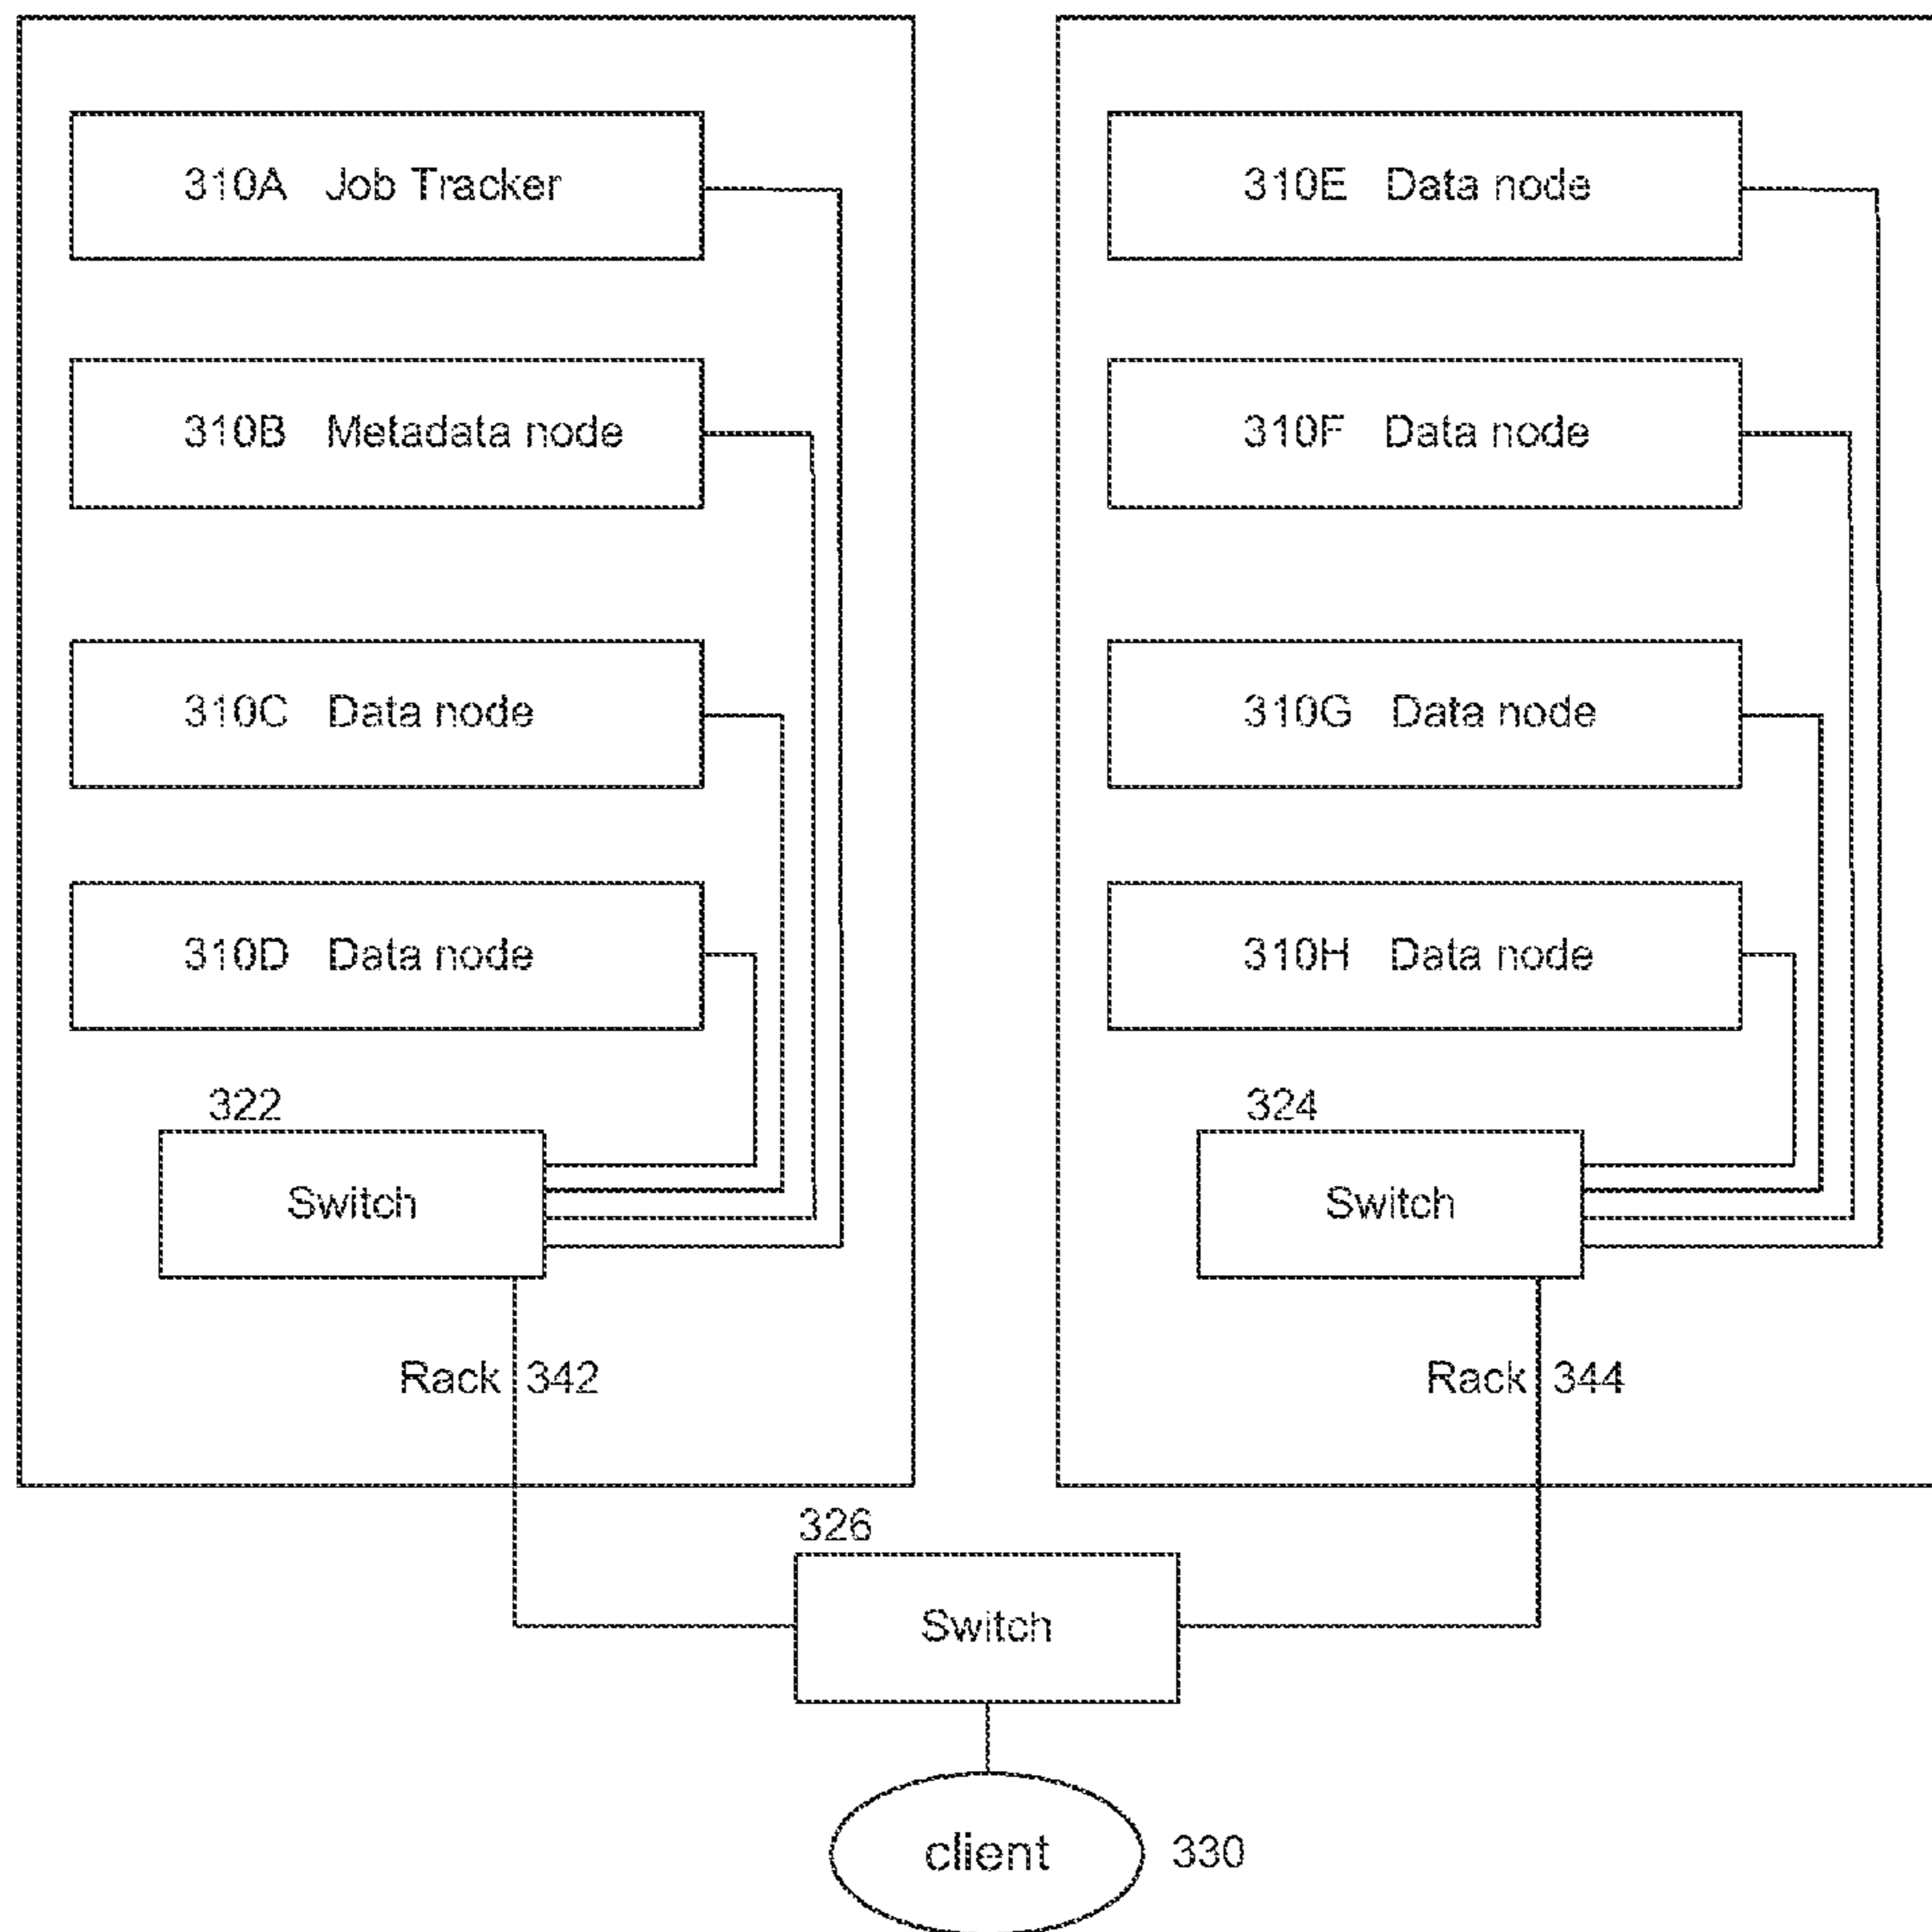 310A Job Tracker
310B Metadata node
310C Data node
310D Data node
322
Switch
Rack 342
310E Data node
310F Data node
310G Data node
310H Data node
324
Switch
Rack 344
326
Switch
client
330